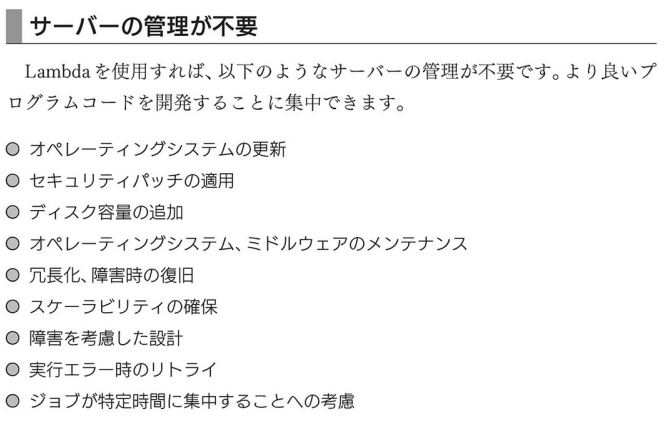 サーバーの管理が不要
Lambdaを使用すれば、以下のようなサーバーの管理が不要です。より良いプ
ログラムコードを開発することに集中できます。
オペレーティングシステムの更新
セキュリティパッチの適用
ディスク容量の追加
オペレーティングシステム、ミドルウェアのメンテナンス
冗長化、障害時の復旧
スケーラビリティの確保
障害を考慮した設計
実行エラー時のリトライ
ジョブが特定時間に集中することへの考慮